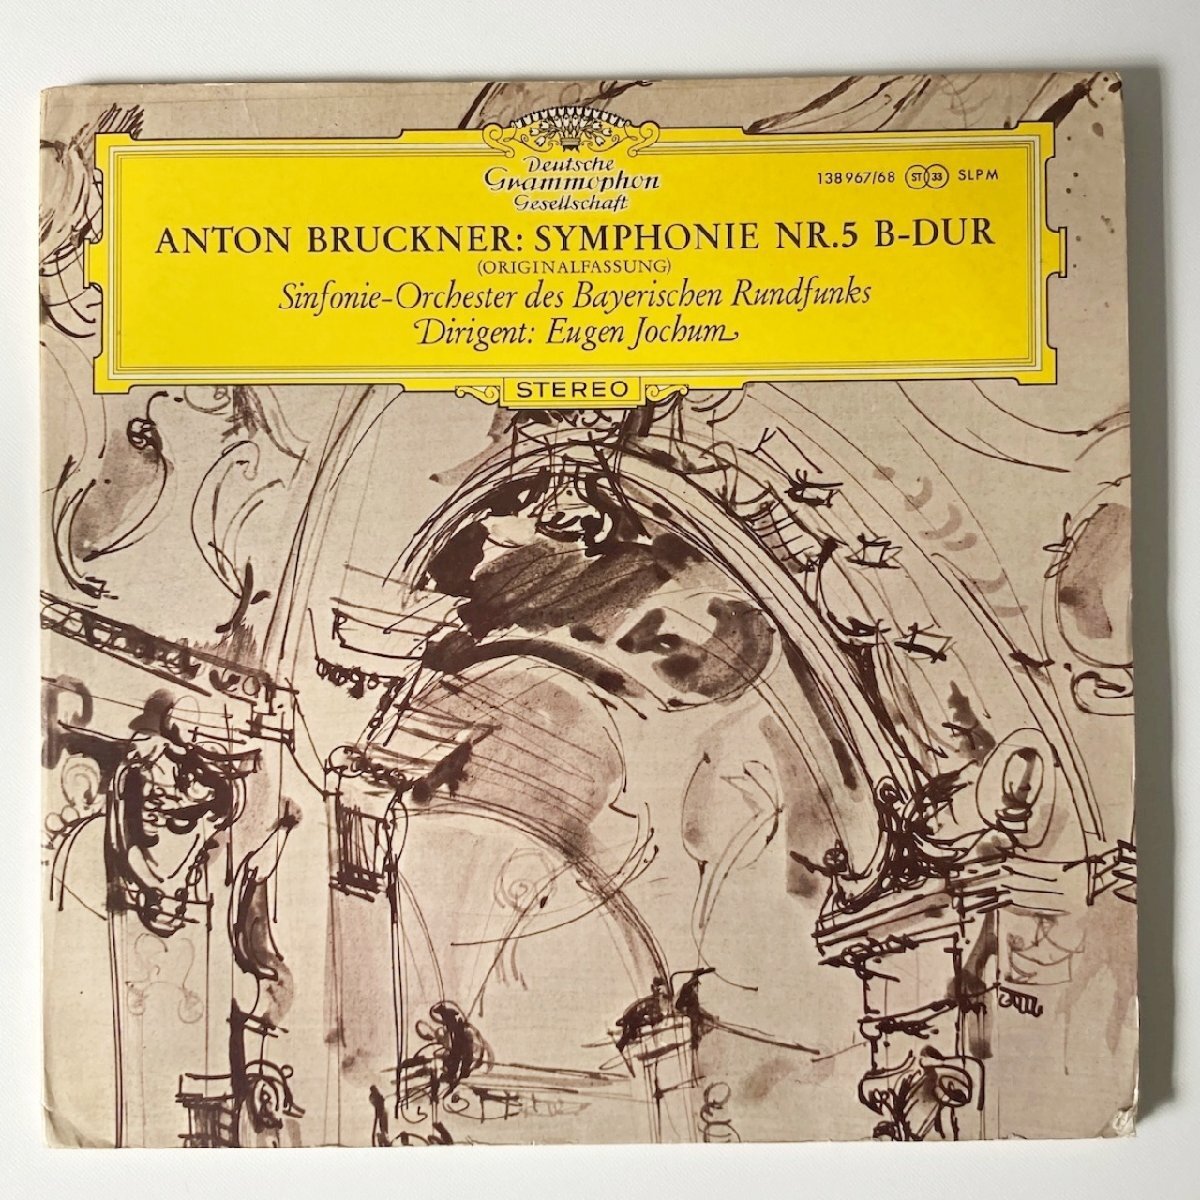 Deutsche
Grammophon
Gesellschaft
138 967/68 ST 33 SLPM
ANTON BRUCKNER: SYMPHONIE NR.5 B-DUR
(ORIGINALFASSUNG)
Sinfonie-Orchester des Bayerischen Rundfunks
Dirigent: Eugen Jochum
STEREO